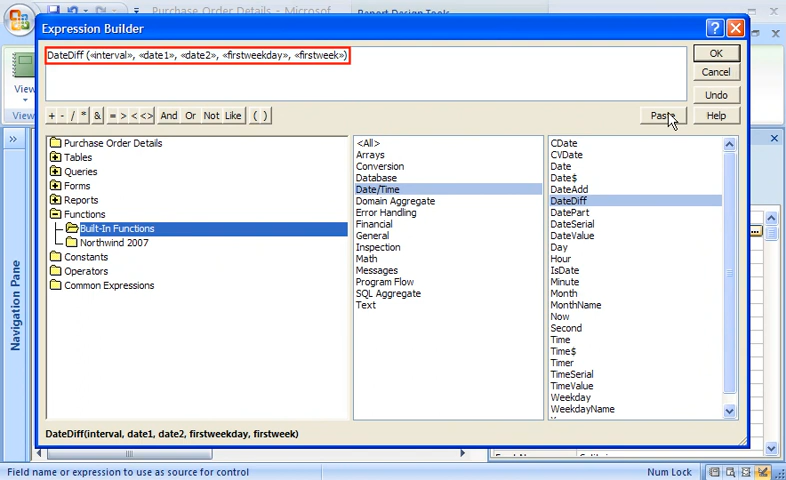 Purchase Order Details - Microsof
Report Design Tools
View
Views
Expression Builder
DateDiff («interval», «date1», «date2», «firstweekday», «firstweek»)
OK
Cancel
Undo
Help
Paste
+ - / * & = > < <> And Or Not Like ( )
Purchase Order Details
Tables
Queries
Forms
Reports
Functions
Built-In Functions
Northwind 2007
Constants
Operators
Common Expressions
<All>
Arrays
Conversion
Database
Date/Time
Domain Aggregate
Error Handling
Financial
General
Inspection
Math
Messages
Program Flow
SQL Aggregate
Text
CDate
CVDate
Date
Date$
DateAdd
DateDiff
DatePart
DateSerial
DateValue
Day
Hour
IsDate
Minute
Month
MonthName
Now
Second
Time
Time$
Timer
TimeSerial
TimeValue
Weekday
WeekdayName
DateDiff(interval, date1, date2, firstweekday, firstweek)
Navigation Pane
Field name or expression to use as source for control
Num Lock